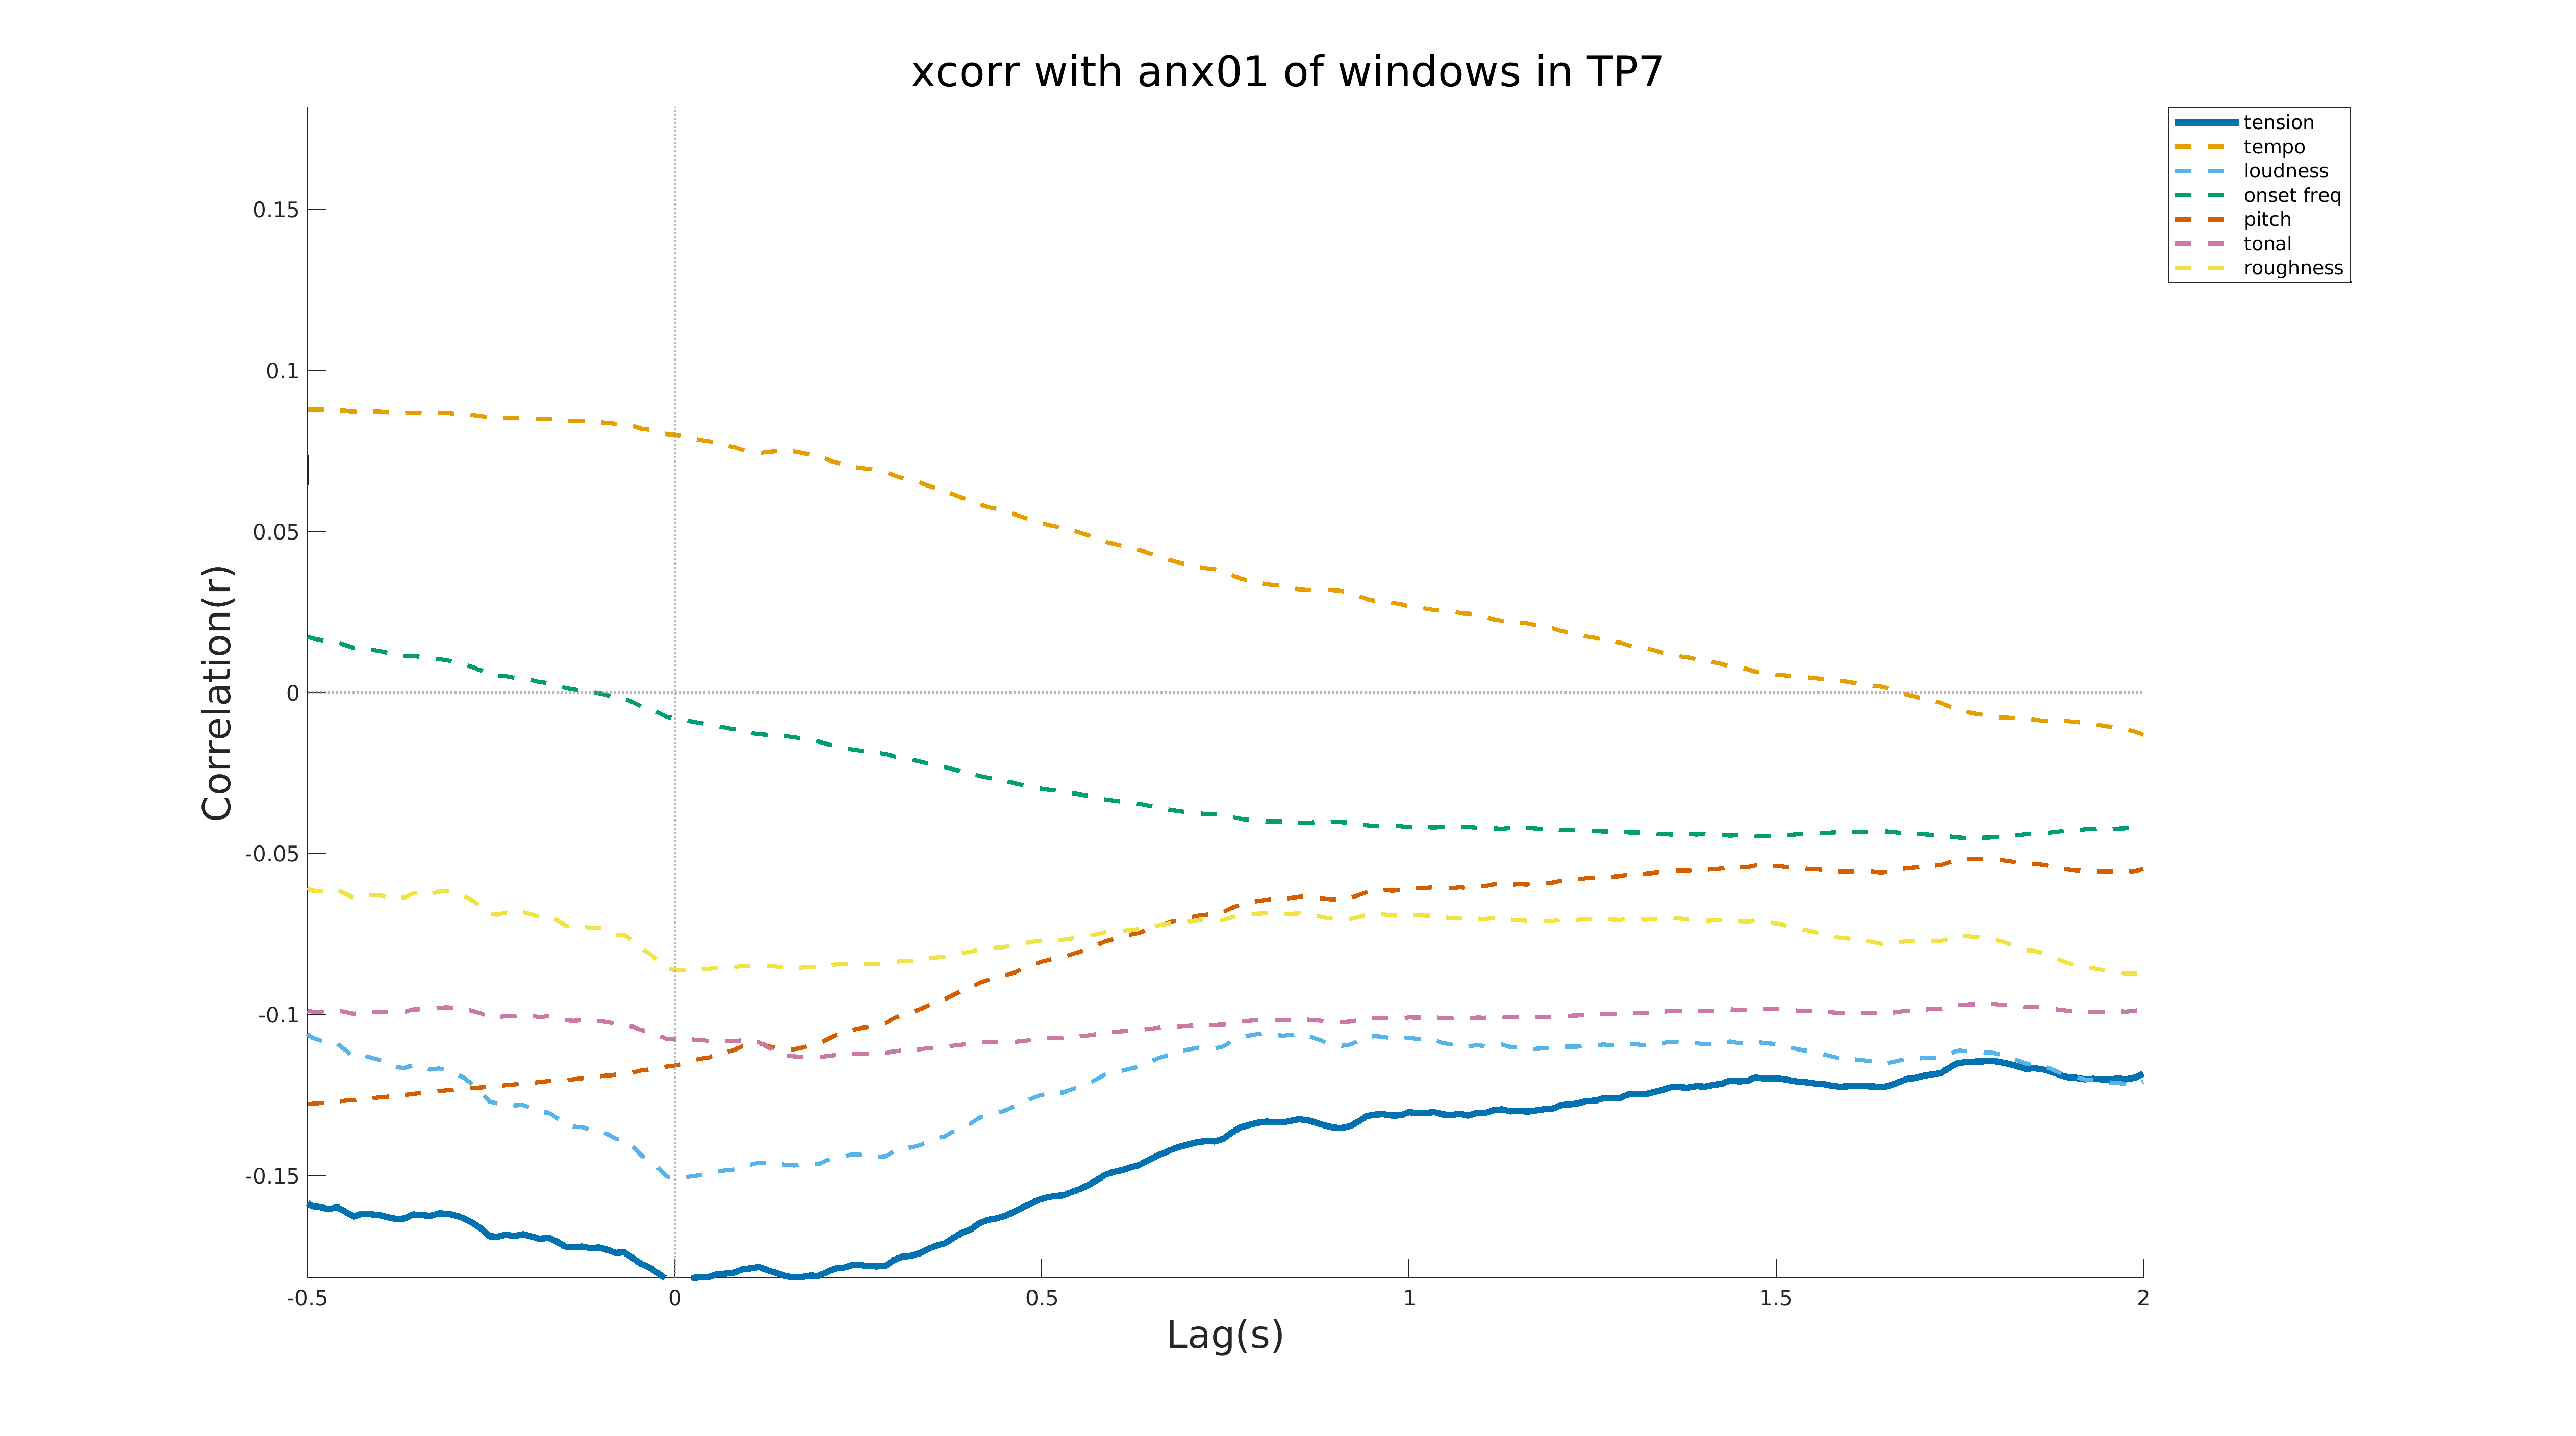 xcorr with anx01 of windows in TP7
tension
tempo
loudness
onset freq
pitch
tonal
roughness
0.15
0.1
0.05
0
-0.05
-0.1
-0.15
Correlation(r)
-0.5 0 0.5 1 1.5 2
Lag(s)